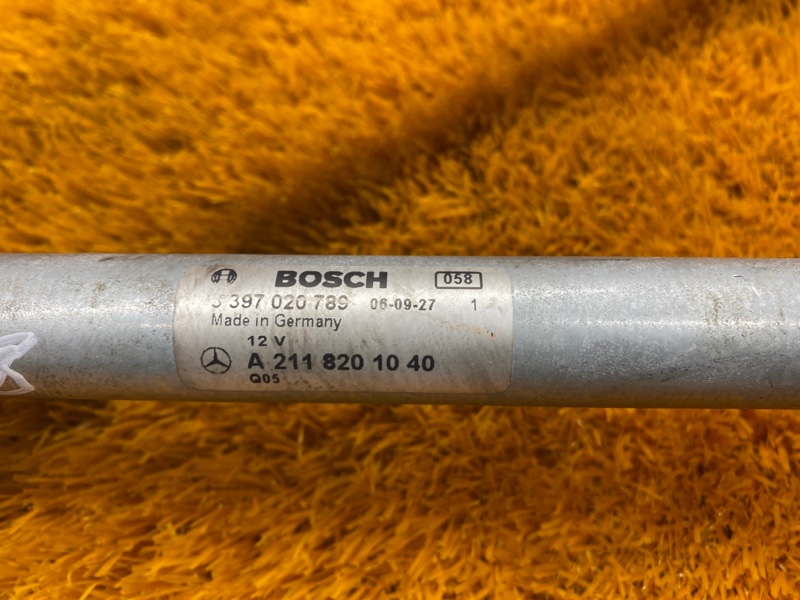 BOSCH 058
3 397 020 789 06-09-27 1
Made in Germany
12 V
A 211 820 10 40
Q05